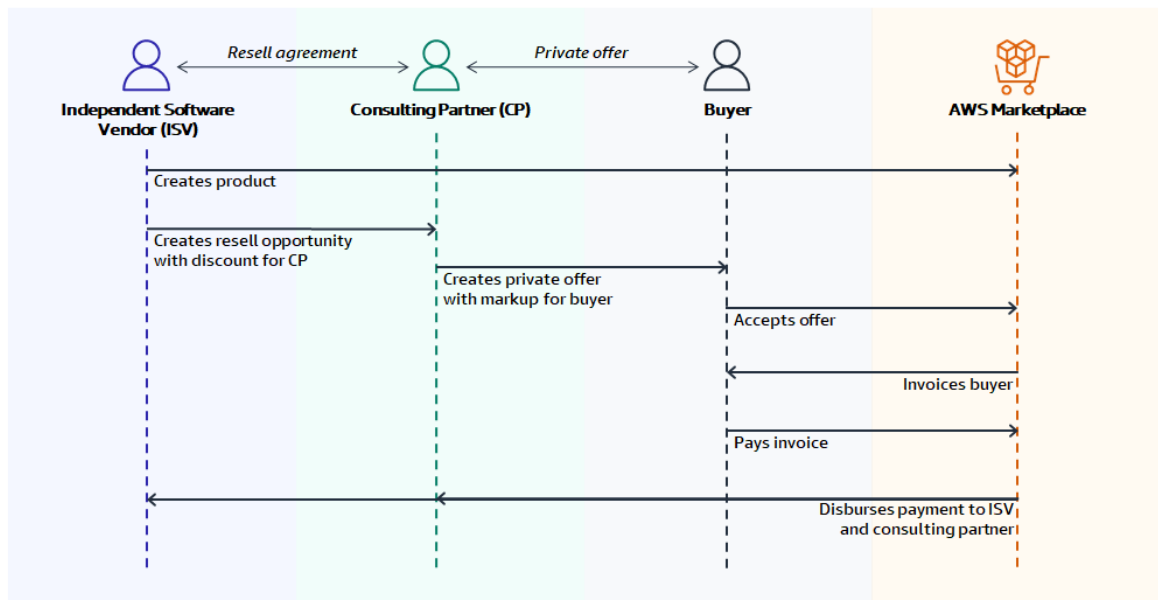 Resell agreement
Private offer
Independent Software
Vendor (ISV)
Consulting Partner (CP)
Buyer
AWS Marketplace
Creates product
Creates resell opportunity
with discount for CP
Creates private offer
with markup for buyer
Accepts offer
Invoices buyer
Pays invoice
Disburses payment to ISV
and consulting partner